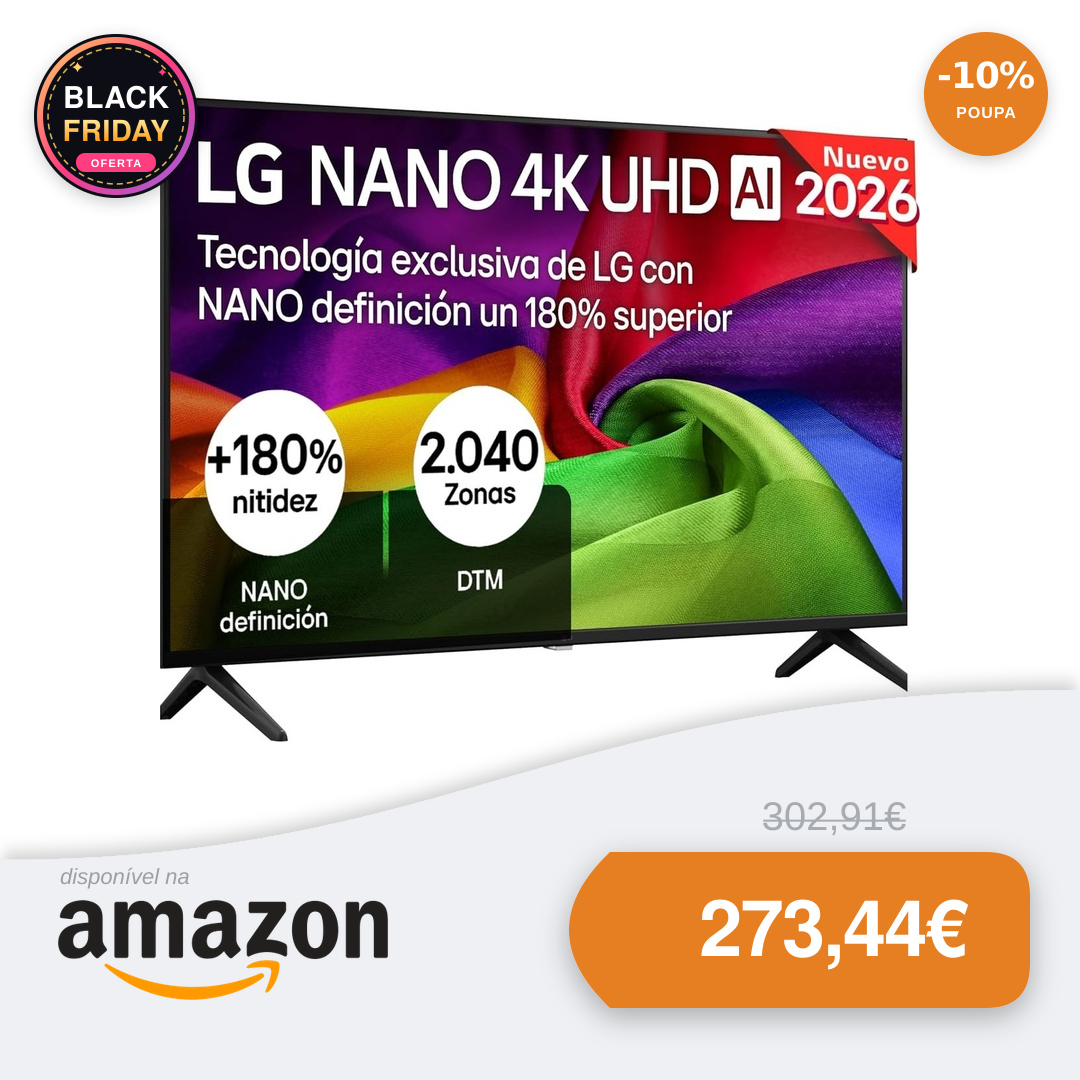 BLACK
FRIDAY
OFERTA
-10%
POUPA
LG NANO 4K UHD AI
Nuevo
2026
Tecnología exclusiva de LG con
NANO definición un 180% superior
+180%
nitidez
2.040
Zonas
NANO
definición
DTM
302,91€
disponível na
amazon
273,44€